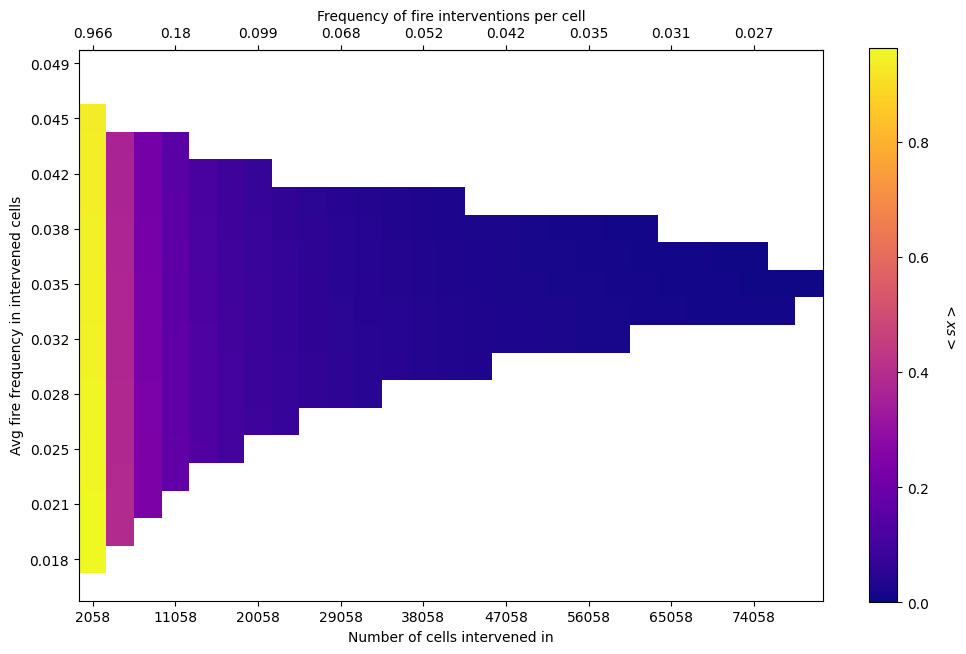 Frequency of fire interventions per cell
0.966 0.18 0.099 0.068 0.052 0.042 0.035 0.031 0.027
0.049
0.045
0.042
0.038
0.035
0.032
0.028
0.025
0.021
0.018
Avg fire frequency in intervened cells
2058 11058 20058 29058 38058 47058 56058 65058 74058
Number of cells intervened in
0.8
0.6
0.4
0.2
0.0
< sx >